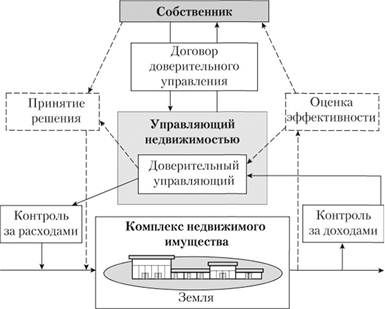 Собственник
Договор
доверительного
управления
Принятие
решения
Оценка
эффективности
Управляющий
недвижимостью
Доверительный
управляющий
Контроль
за расходами
Комплекс недвижимого
имущества
Земля
Контроль
за доходами